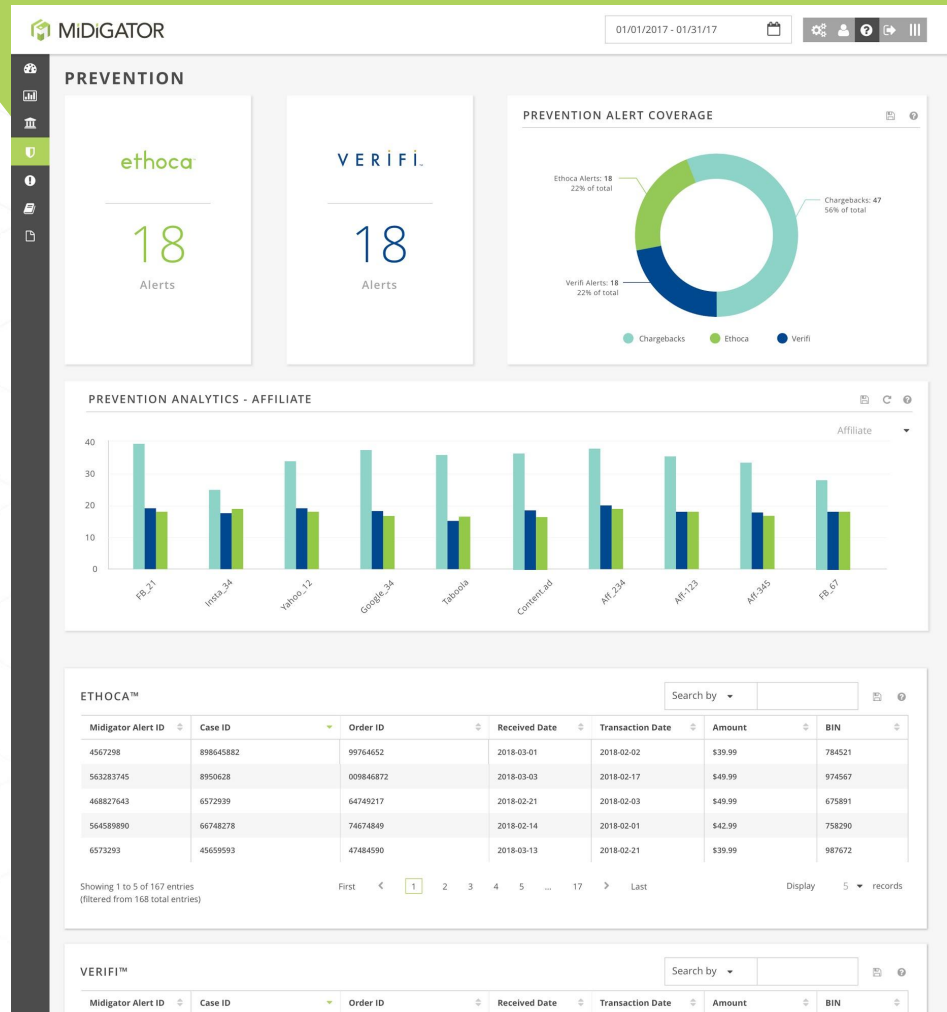 MiDiGATOR
01/01/2017 - 01/31/17
PREVENTION
ethoca
18
Alerts
VERiFi
18
Alerts
PREVENTION ALERT COVERAGE
Ethoca Alerts: 18
22% of total
Chargebacks: 47
56% of total
Verifi Alerts: 18
22% of total
Chargebacks Ethoca Verifi
PREVENTION ANALYTICS - AFFILIATE
Affiliate
40
30
20
10
0
FB_21 Insta_34 Yahoo_12 Google_34 Taboola Content.ad Aff_234 Aff-123 Aff-345 FB_67
ETHOCA™ Search by
Midigator Alert ID Case ID Order ID Received Date Transaction Date Amount BIN
4567298 898645882 99764652 2018-03-01 2018-02-02 $39.99 784521
563283745 8950628 009846872 2018-03-03 2018-02-17 $49.99 974567
468827643 6572939 64749217 2018-02-21 2018-02-03 $49.99 675891
564589890 66748278 74674849 2018-02-14 2018-02-01 $42.99 758290
6573293 45659593 47484590 2018-03-13 2018-02-21 $39.99 987672
Showing 1 to 5 of 167 entries First 1 2 3 4 5 ... 17 Last Display 5 records
(filtered from 168 total entries)
VERIFI™ Search by
Midigator Alert ID Case ID Order ID Received Date Transaction Date Amount BIN